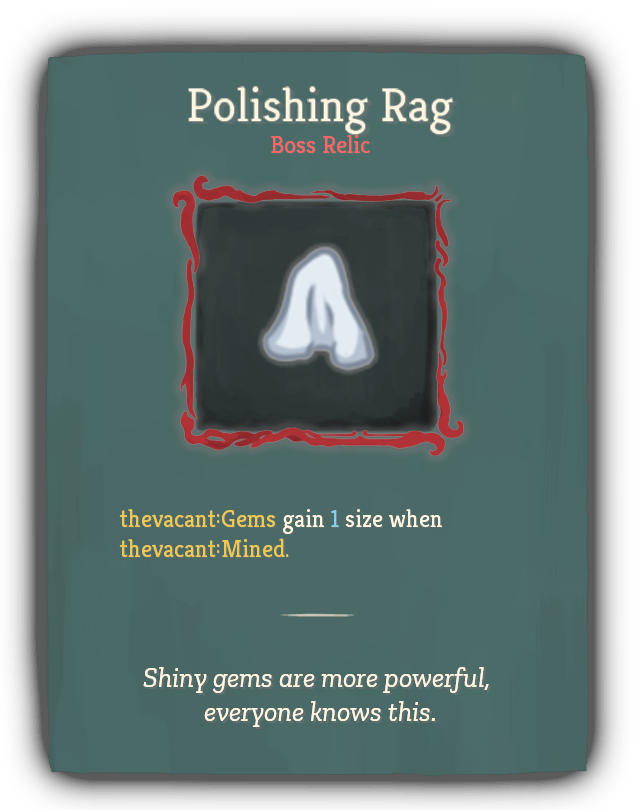 Polishing Rag
Boss Relic
thevacant:Gems gain 1 size when
thevacant:Mined.
Shiny gems are more powerful,
everyone knows this.